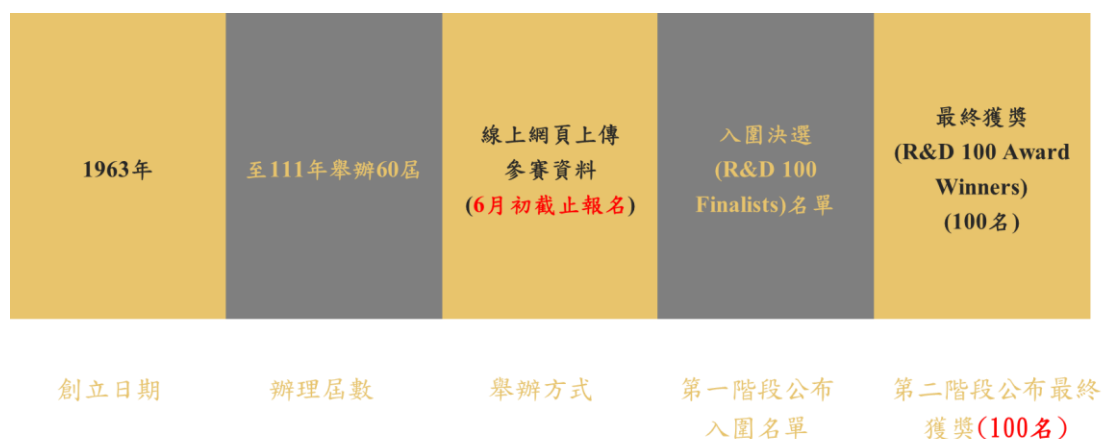 1963年
至111年舉辦60屆
線上網頁上傳
參賽資料
(6月初截止報名)
入圍決選
(R&D 100
Finalists)名單
最終獲獎
(R&D 100 Award
Winners)
(100名)
創立日期
辦理屆數
舉辦方式
第一階段公布
入圍名單
第二階段公布最終
獲獎(100名)